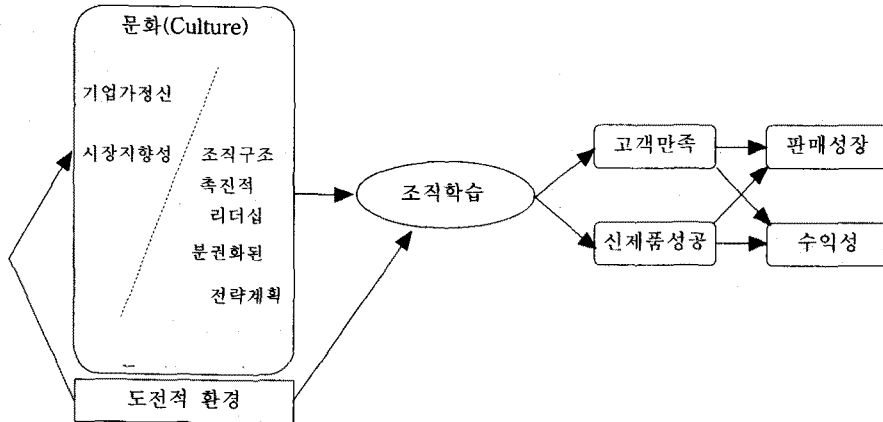 문화(Culture)
기업가정신
시장지향성
조직구조
촉진적
리더십
분권화된
전략계획
도전적 환경
조직학습
고객만족
신제품성공
판매성장
수익성